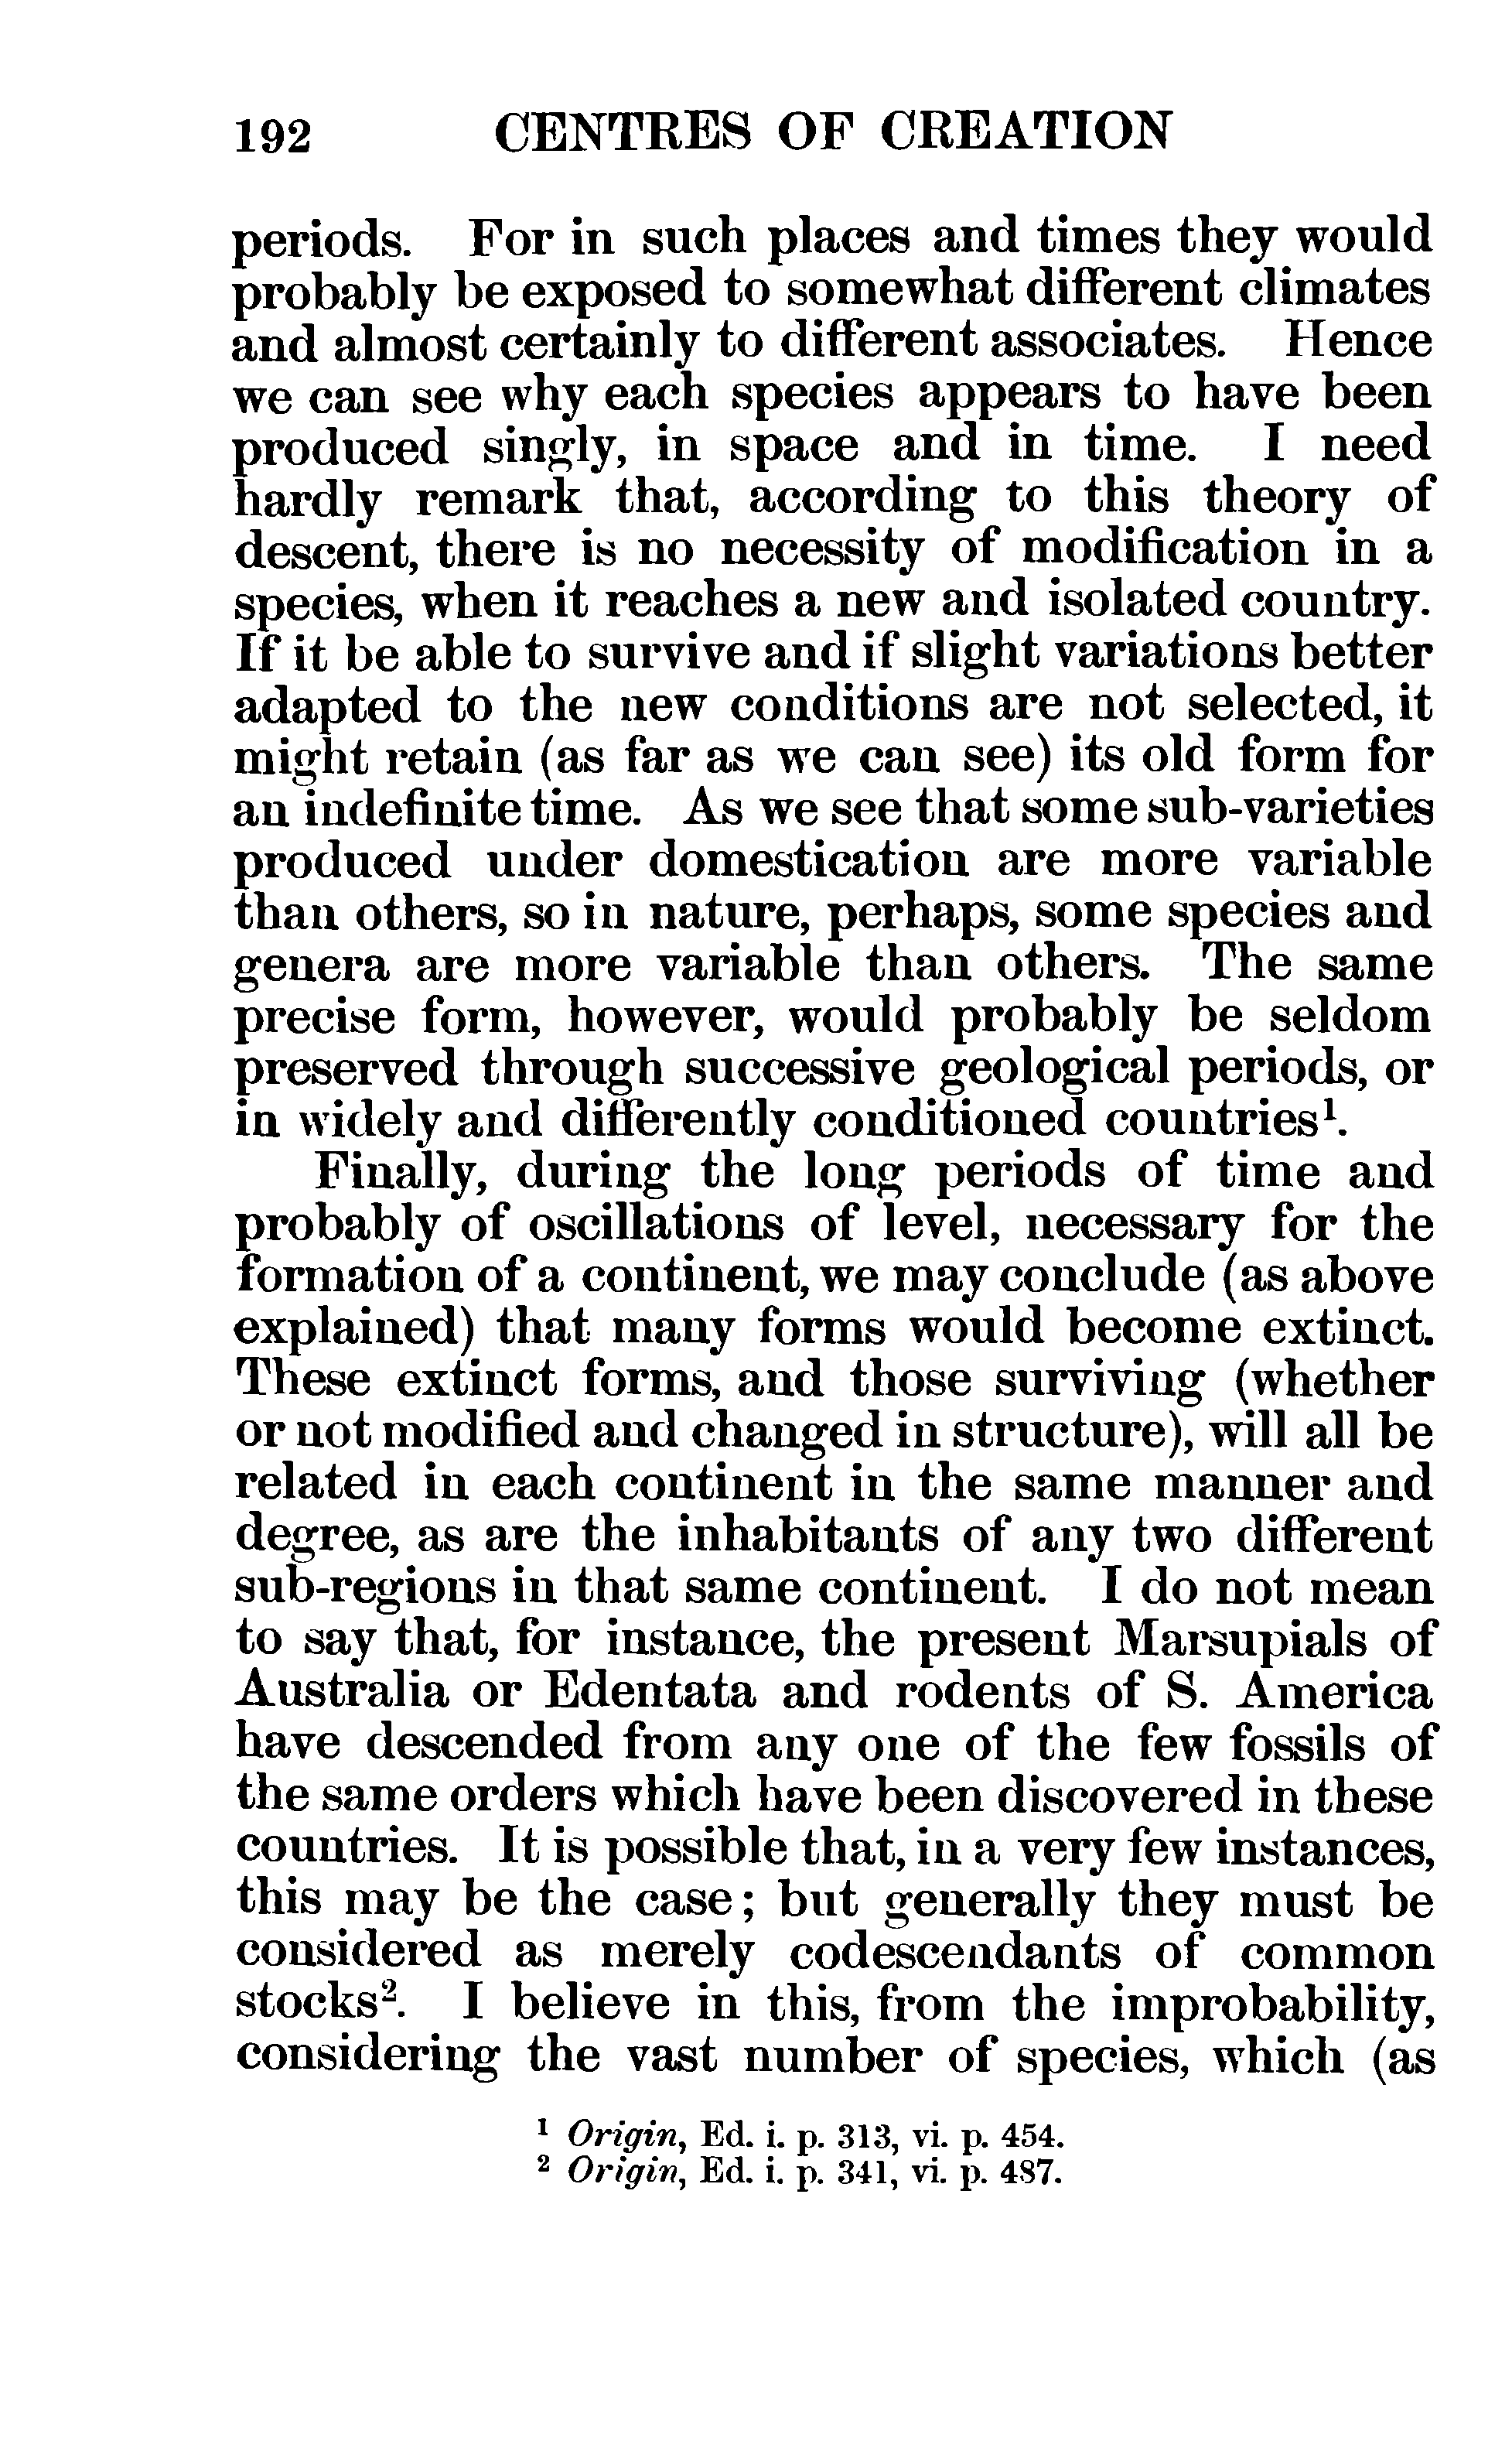 192 CENTRES OF CREATION
periods. For in such places and times they would
probably be exposed to somewhat different climates
and almost certainly to different associates. Hence
we can see why each species appears to have been
produced singly, in space and in time. I need
hardly remark that, according to this theory of
descent, there is no necessity of modification in a
species, when it reaches a new and isolated country.
If it be able to survive and if slight variations better
adapted to the new conditions are not selected, it
might retain (as far as we can see) its old form for
an indefinite time. As we see that some sub-varieties
produced under domestication are more variable
than others, so in nature, perhaps, some species and
genera are more variable than others. The same
precise form, however, would probably be seldom
preserved through successive geological periods, or
in widely and differently conditioned countries¹.
Finally, during the long periods of time and
probably of oscillations of level, necessary for the
formation of a continent, we may conclude (as above
explained) that many forms would become extinct.
These extinct forms, and those surviving (whether
or not modified and changed in structure), will all be
related in each continent in the same manner and
degree, as are the inhabitants of any two different
sub-regions in that same continent. I do not mean
to say that, for instance, the present Marsupials of
Australia or Edentata and rodents of S. America
have descended from any one of the few fossils of
the same orders which have been discovered in these
countries. It is possible that, in a very few instances,
this may be the case; but generally they must be
considered as merely codescendants of common
stocks². I believe in this, from the improbability,
considering the vast number of species, which (as
¹ Origin, Ed. i. p. 313, vi. p. 454.
² Origin, Ed. i. p. 341, vi. p. 487.